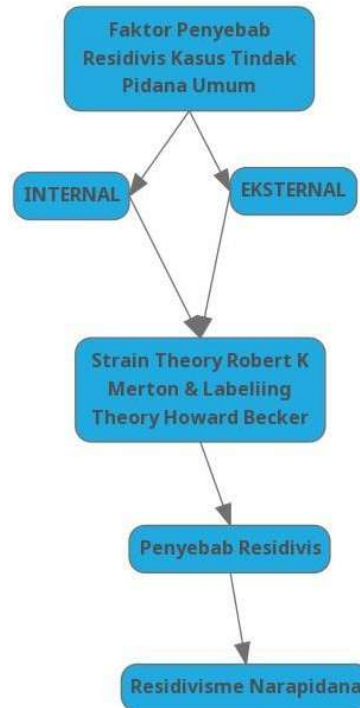 Faktor Penyebab
Residivis Kasus Tindak
Pidana Umum
INTERNAL
EKSTERNAL
Strain Theory Robert K
Merton & Labeliing
Theory Howard Becker
Penyebab Residivis
Residivisme Narapidana